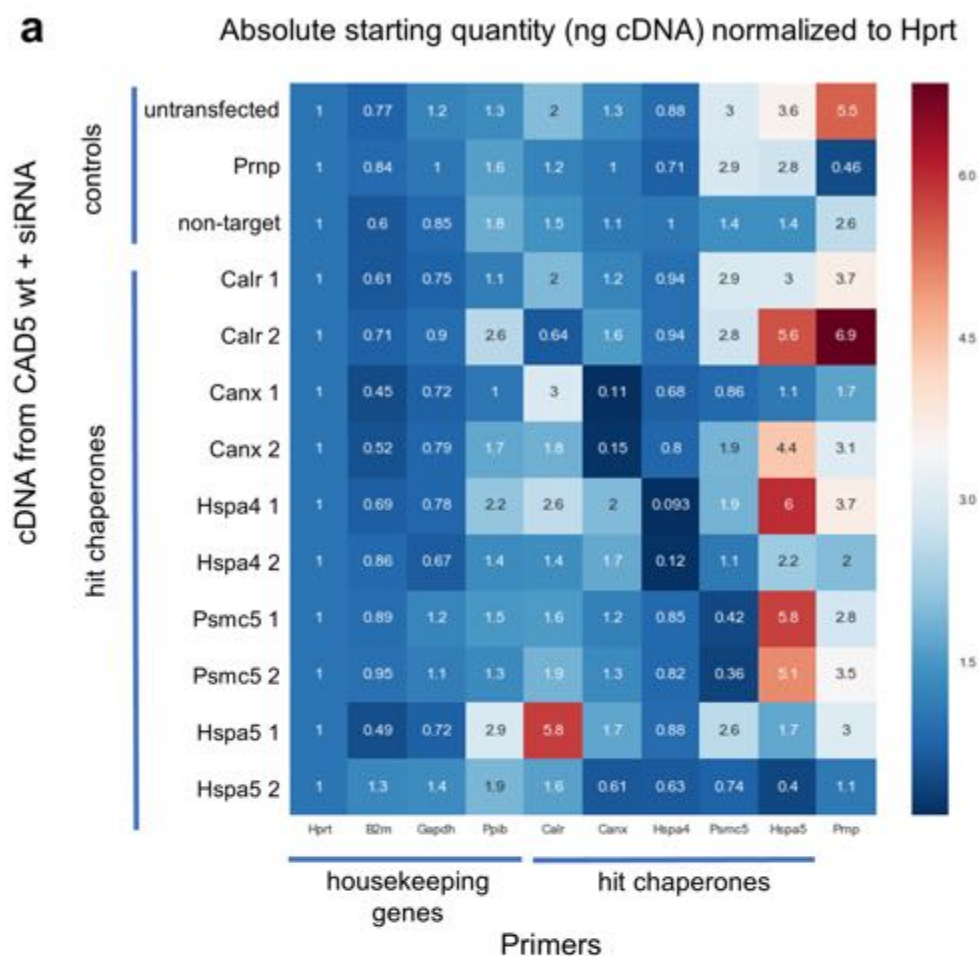 a
Absolute starting quantity (ng cDNA) normalized to Hprt
cDNA from CAD5 wt + siRNA
controls
hit chaperones
untransfected 1 0.77 1.2 1.3 2 1.3 0.88 3 3.6 5.5
Prnp 1 0.84 1 1.6 1.2 1 0.71 2.9 2.8 0.46
non-target 1 0.6 0.85 1.8 1.5 1.1 1 1.4 1.4 2.6
Calr 1 1 0.61 0.75 1.1 2 1.2 0.94 2.9 3 3.7
Calr 2 1 0.71 0.9 2.6 0.64 1.6 0.94 2.8 5.6 6.9
Canx 1 1 0.45 0.72 1 3 0.11 0.68 0.86 1.1 1.7
Canx 2 1 0.52 0.79 1.7 1.8 0.15 0.8 1.9 4.4 3.1
Hspa4 1 1 0.69 0.78 2.2 2.6 2 0.093 1.9 6 3.7
Hspa4 2 1 0.86 0.67 1.4 1.4 1.7 0.12 1.1 2.2 2
Psmc5 1 1 0.89 1.2 1.5 1.6 1.2 0.85 0.42 5.8 2.8
Psmc5 2 1 0.95 1.1 1.3 1.9 1.3 0.82 0.36 5.1 3.5
Hspa5 1 1 0.49 0.72 2.9 5.8 1.7 0.88 2.6 1.7 3
Hspa5 2 1 1.3 1.4 1.9 1.6 0.61 0.63 0.74 0.4 1.1
Hprt B2m Gapdh Ppib Calr Canx Hspa4 Psmc5 Hspa5 Prnp
housekeeping
genes
hit chaperones
Primers
6.0
4.5
3.0
1.5